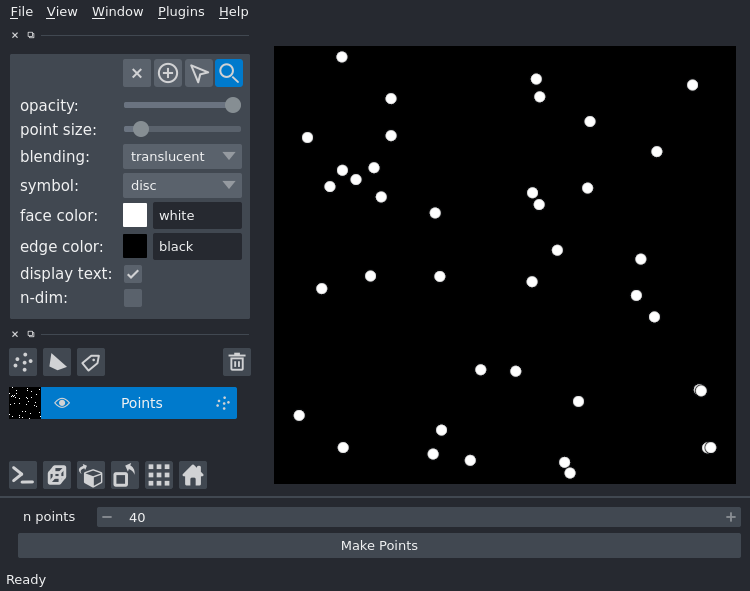 File View Window Plugins Help
opacity:
point size:
blending: translucent
symbol: disc
face color: white
edge color: black
display text:
n-dim:
Points
n points 40
Make Points
Ready